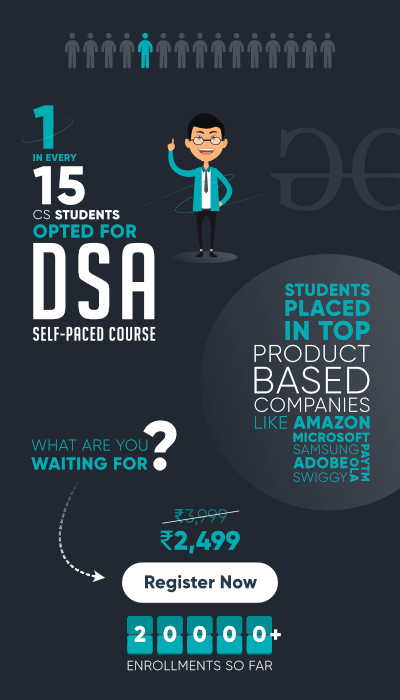 1
IN EVERY
15
CS STUDENTS
OPTED FOR
DSA
SELF-PACED COURSE
STUDENTS
PLACED
IN TOP
PRODUCT
BASED
COMPANIES
LIKE AMAZON
MICROSOFT
SAMSUNG
ADOBE
SWIGGY
OLA
PAYTM
WHAT ARE YOU
WAITING FOR?
₹3,999
₹2,499
Register Now
20000+
ENROLLMENTS SO FAR